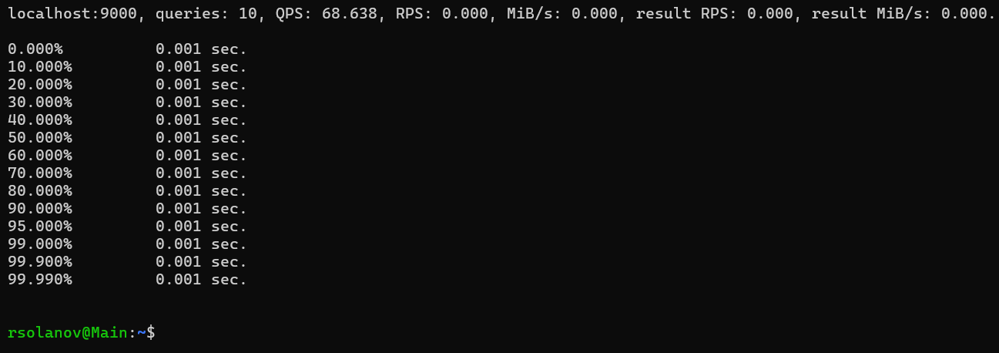 localhost:9000, queries: 10, QPS: 68.638, RPS: 0.000, MiB/s: 0.000, result RPS: 0.000, result MiB/s: 0.000.
0.000% 0.001 sec.
10.000% 0.001 sec.
20.000% 0.001 sec.
30.000% 0.001 sec.
40.000% 0.001 sec.
50.000% 0.001 sec.
60.000% 0.001 sec.
70.000% 0.001 sec.
80.000% 0.001 sec.
90.000% 0.001 sec.
95.000% 0.001 sec.
99.000% 0.001 sec.
99.900% 0.001 sec.
99.990% 0.001 sec.
rsolanov@Main:~$